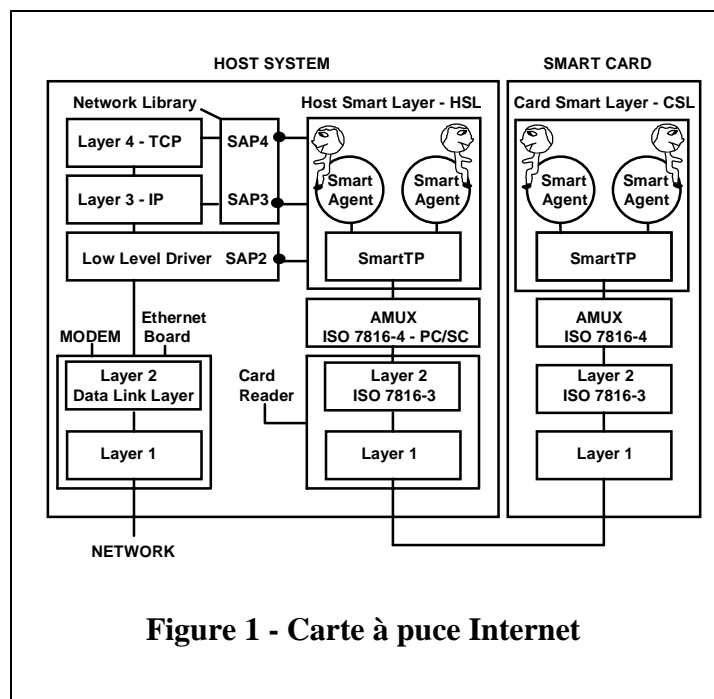 HOST SYSTEM
SMART CARD
Network Library
Host Smart Layer - HSL
Card Smart Layer - CSL
Layer 4 - TCP
SAP4
Layer 3 - IP
SAP3
Smart
Agent
Smart
Agent
Smart
Agent
Smart
Agent
Low Level Driver
SAP2
SmartTP
SmartTP
AMUX
ISO 7816-4 - PC/SC
AMUX
ISO 7816-4
MODEM
Ethernet
Board
Layer 2
Data Link Layer
Card
Reader
Layer 2
ISO 7816-3
Layer 2
ISO 7816-3
Layer 1
Layer 1
Layer 1
NETWORK
Figure 1 - Carte à puce Internet